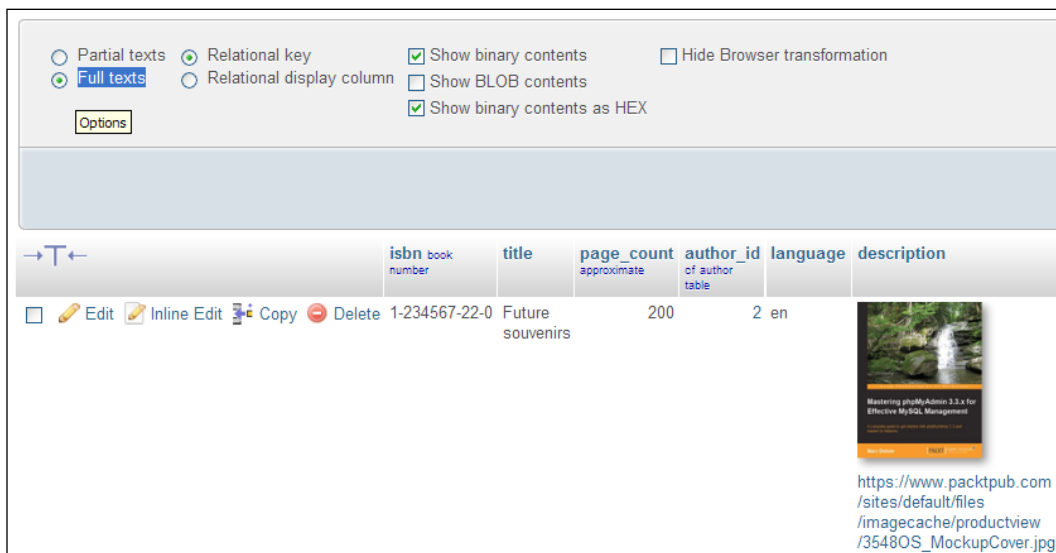 Partial texts Relational key Show binary contents Hide Browser transformation
Full texts Relational display column Show BLOB contents
Show binary contents as HEX
Options
isbn book number title page_count approximate author_id of author table language description
Edit Inline Edit Copy Delete 1-234567-22-0 Future souvenirs 200 2 en
Mastering phpMyAdmin 3.3.x for
Effective MySQL Management
https://www.packtpub.com
/sites/default/files
/imagecache/productview
/3548OS_MockupCover.jpg